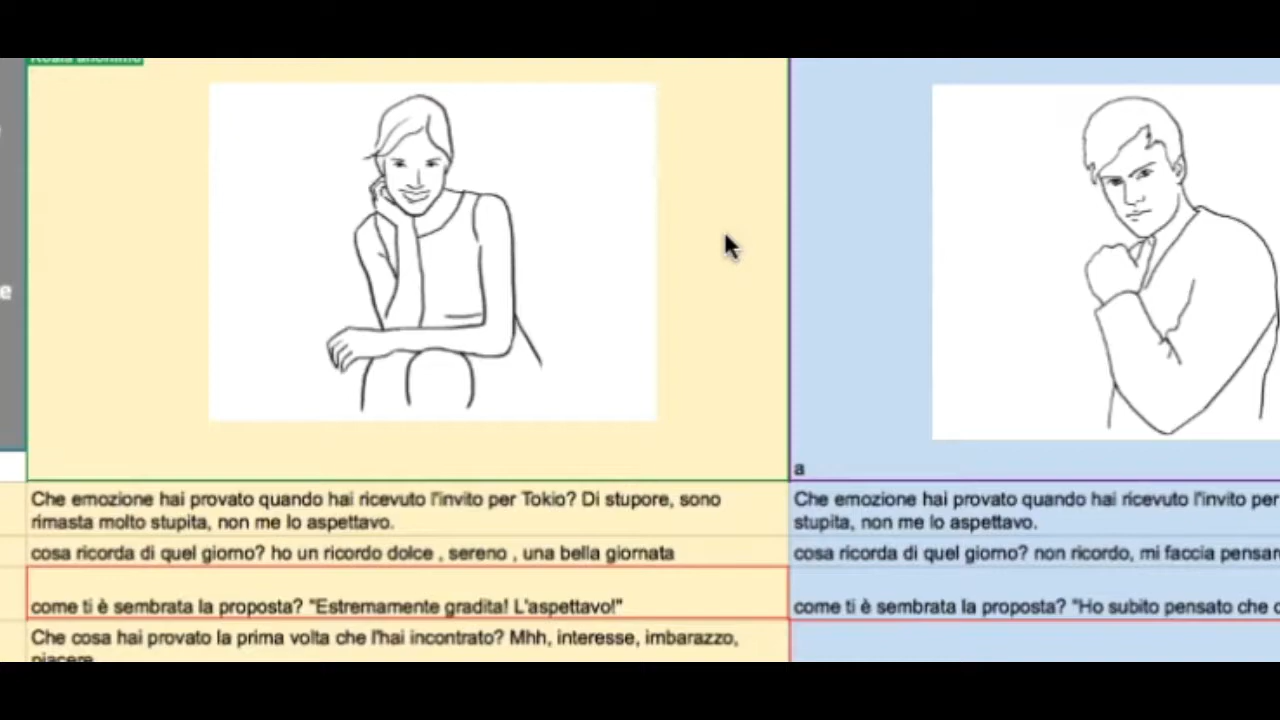 e
a
Che emozione hai provato quando hai ricevuto l'invito per Tokio? Di stupore, sono
rimasta molto stupita, non me lo aspettavo.
Che emozione hai provato quando hai ricevuto l'invito per
stupita, non me lo aspettavo.
cosa ricorda di quel giorno? ho un ricordo dolce , sereno , una bella giornata
cosa ricorda di quel giorno? non ricordo, mi faccia pensar
come ti è sembrata la proposta? "Estremamente gradita! L'aspettavo!"
come ti è sembrata la proposta? "Ho subito pensato che
Che cosa hai provato la prima volta che l'hai incontrato? Mhh, interesse, imbarazzo,
piacere